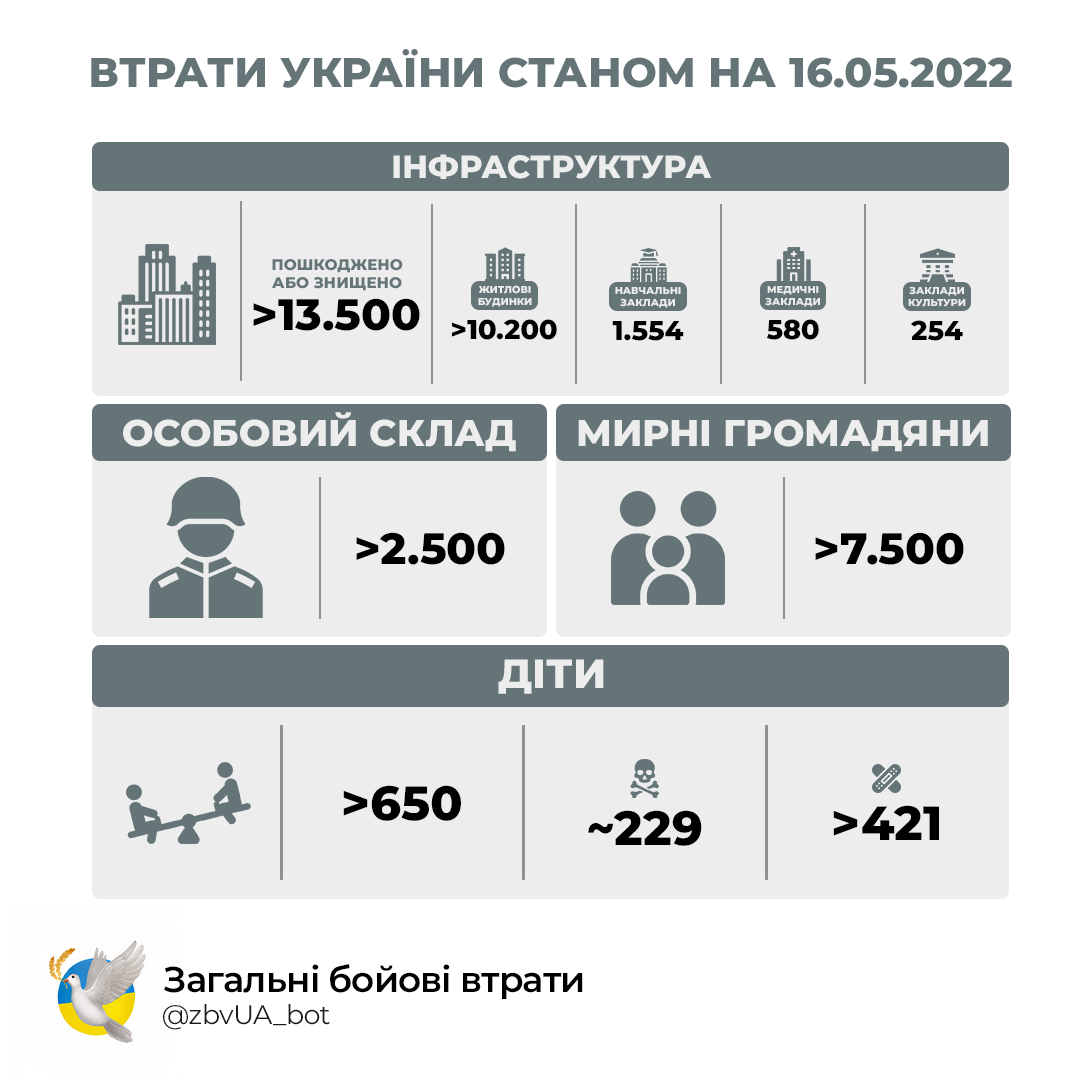 ВТРАТИ УКРАЇНИ СТАНОМ НА 16.05.2022
ІНФРАСТРУКТУРА
ПОШКОДЖЕНО
АБО ЗНИЩЕНО
>13.500
ЖИТЛОВІ
БУДИНКИ
>10.200
НАВЧАЛЬНІ
ЗАКЛАДИ
1.554
МЕДИЧНІ
ЗАКЛАДИ
580
ЗАКЛАДИ
КУЛЬТУРИ
254
ОСОБОВИЙ СКЛАД
>2.500
МИРНІ ГРОМАДЯНИ
>7.500
ДІТИ
>650
~229
>421
Загальні бойові втрати
@zbvUA_bot